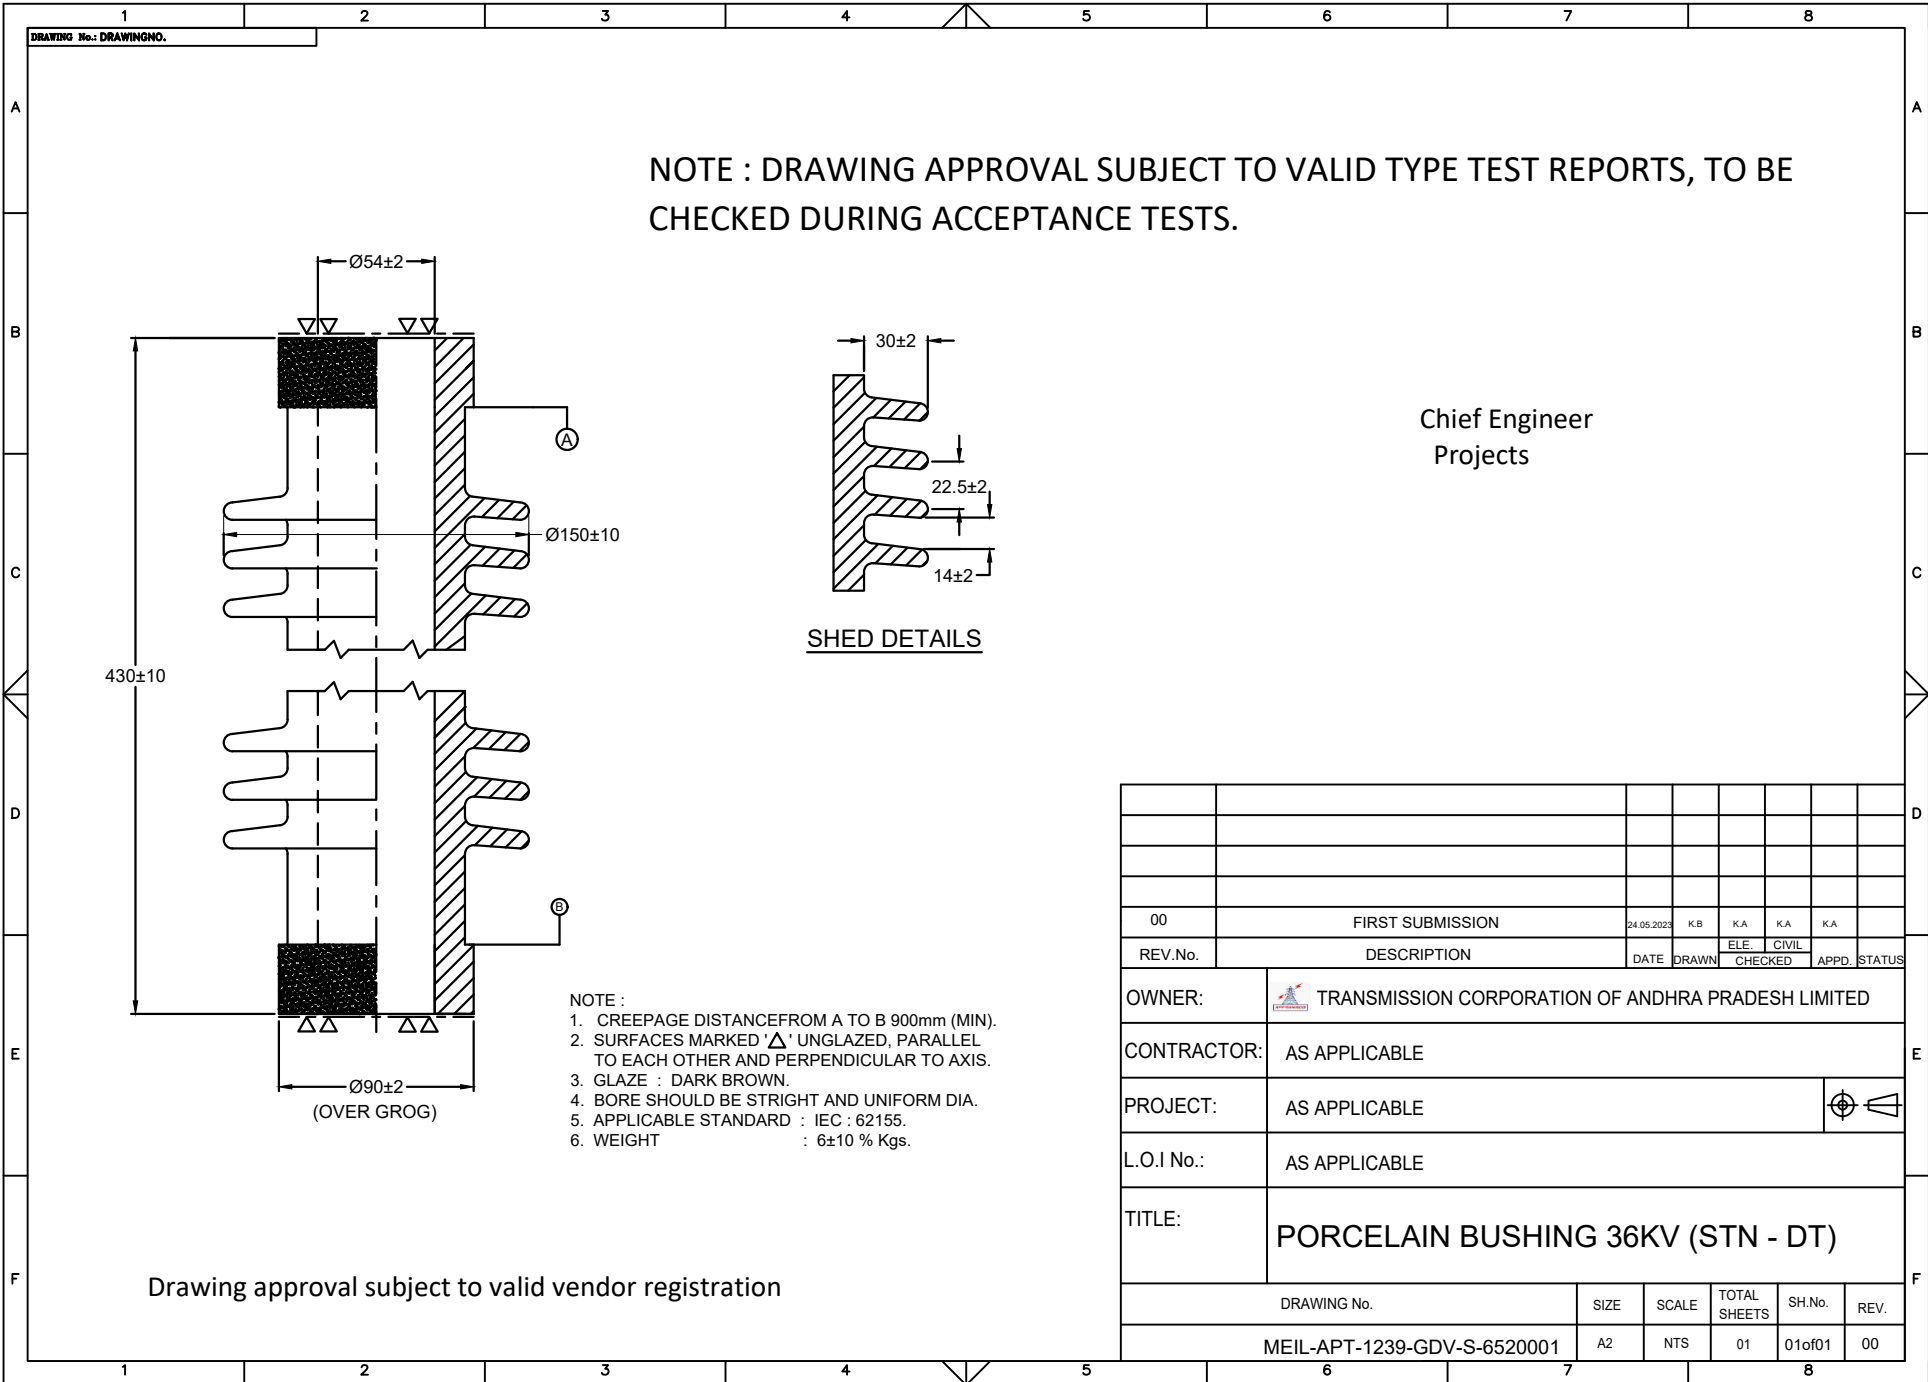 1 2 3 4 5 6 7 8
DRAWING No.: DRAWINGNO.
A A
NOTE : DRAWING APPROVAL SUBJECT TO VALID TYPE TEST REPORTS, TO BE
CHECKED DURING ACCEPTANCE TESTS.
Ø54±2
B B
30±2
Chief Engineer
Projects
A
22.5±2
Ø150±10
C C
14±2
SHED DETAILS
430±10
D D
B
00 FIRST SUBMISSION 24.05.2023 K.B K.A K.A K.A
REV.No. DESCRIPTION DATE DRAWN ELE. CIVIL CHECKED APPD. STATUS
OWNER: TRANSMISSION CORPORATION OF ANDHRA PRADESH LIMITED
NOTE :
1. CREEPAGE DISTANCEFROM A TO B 900mm (MIN).
2. SURFACES MARKED '△' UNGLAZED, PARALLEL
TO EACH OTHER AND PERPENDICULAR TO AXIS.
3. GLAZE : DARK BROWN.
4. BORE SHOULD BE STRIGHT AND UNIFORM DIA.
5. APPLICABLE STANDARD : IEC : 62155.
6. WEIGHT : 6±10 % Kgs.
E E
Ø90±2
(OVER GROG)
CONTRACTOR: AS APPLICABLE
PROJECT: AS APPLICABLE
L.O.I No.: AS APPLICABLE
TITLE: PORCELAIN BUSHING 36KV (STN - DT)
F F
Drawing approval subject to valid vendor registration
DRAWING No. SIZE SCALE TOTAL SHEETS SH.No. REV.
MEIL-APT-1239-GDV-S-6520001 A2 NTS 01 01of01 00
1 2 3 4 5 6 7 8